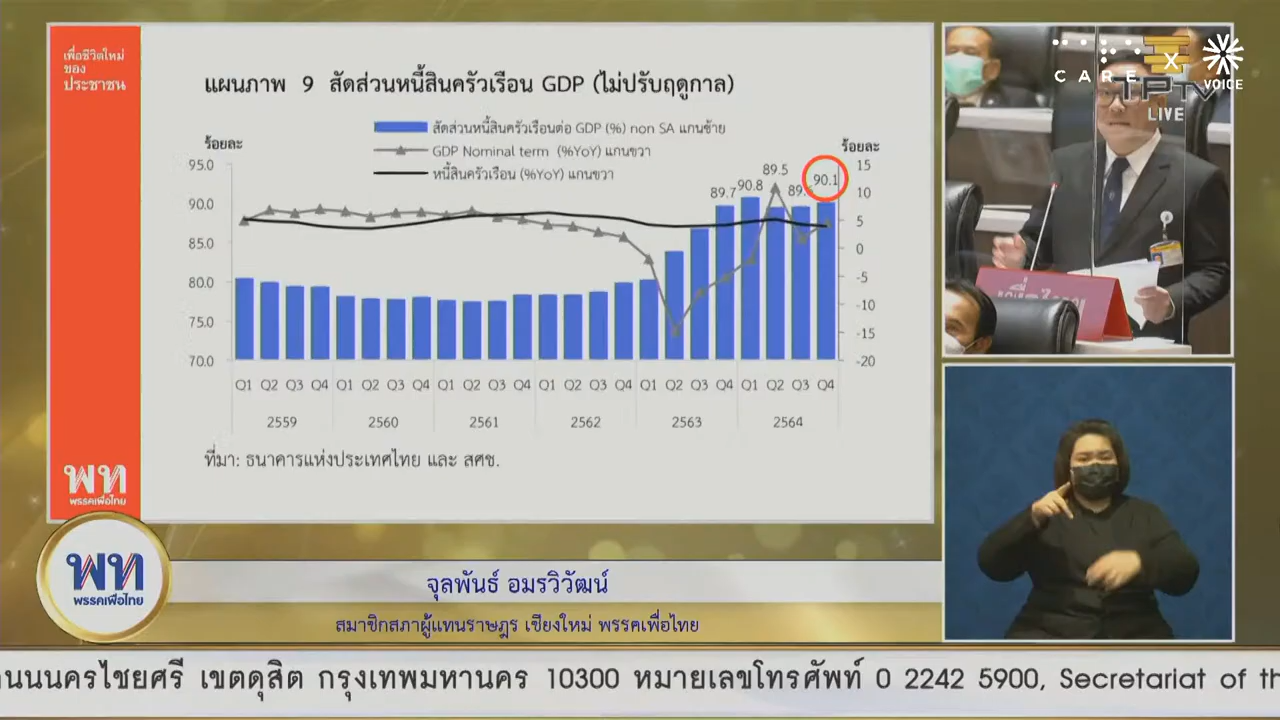 เพื่อชีวิตใหม่
ของ
ประชาชน
แผนภาพ 9 สัดส่วนหนี้สินครัวเรือน GDP (ไม่ปรับฤดูกาล)
ร้อยละ
ร้อยละ
สัดส่วนหนี้สินครัวเรือนต่อ GDP (%) non SA แกนซ้าย
GDP Nominal term (%YoY) แกนขวา
หนี้สินครัวเรือน (%YoY) แกนขวา
95.0
90.0
85.0
80.0
75.0
70.0
89.7 90.8 89.5 90.1
15
10
5
0
-5
-10
-15
-20
Q1 Q2 Q3 Q4 Q1 Q2 Q3 Q4 Q1 Q2 Q3 Q4 Q1 Q2 Q3 Q4 Q1 Q2 Q3 Q4 Q1 Q2 Q3 Q4
2559 2560 2561 2562 2563 2564
ที่มา: ธนาคารแห่งประเทศไทย และ สศช.
พท
พรรคเพื่อไทย
CARE X VOICE
TPTV
LIVE
เพื่อไทย
พท
พรรคเพื่อไทย
จุลพันธ์ อมรวิวัฒน์
สมาชิกสภาผู้แทนราษฎร เชียงใหม่ พรรคเพื่อไทย
นนครไชยศรี เขตดุสิต กรุงเทพมหานคร 10300 หมายเลขโทรศัพท์ 0 2242 5900, Secretariat of th